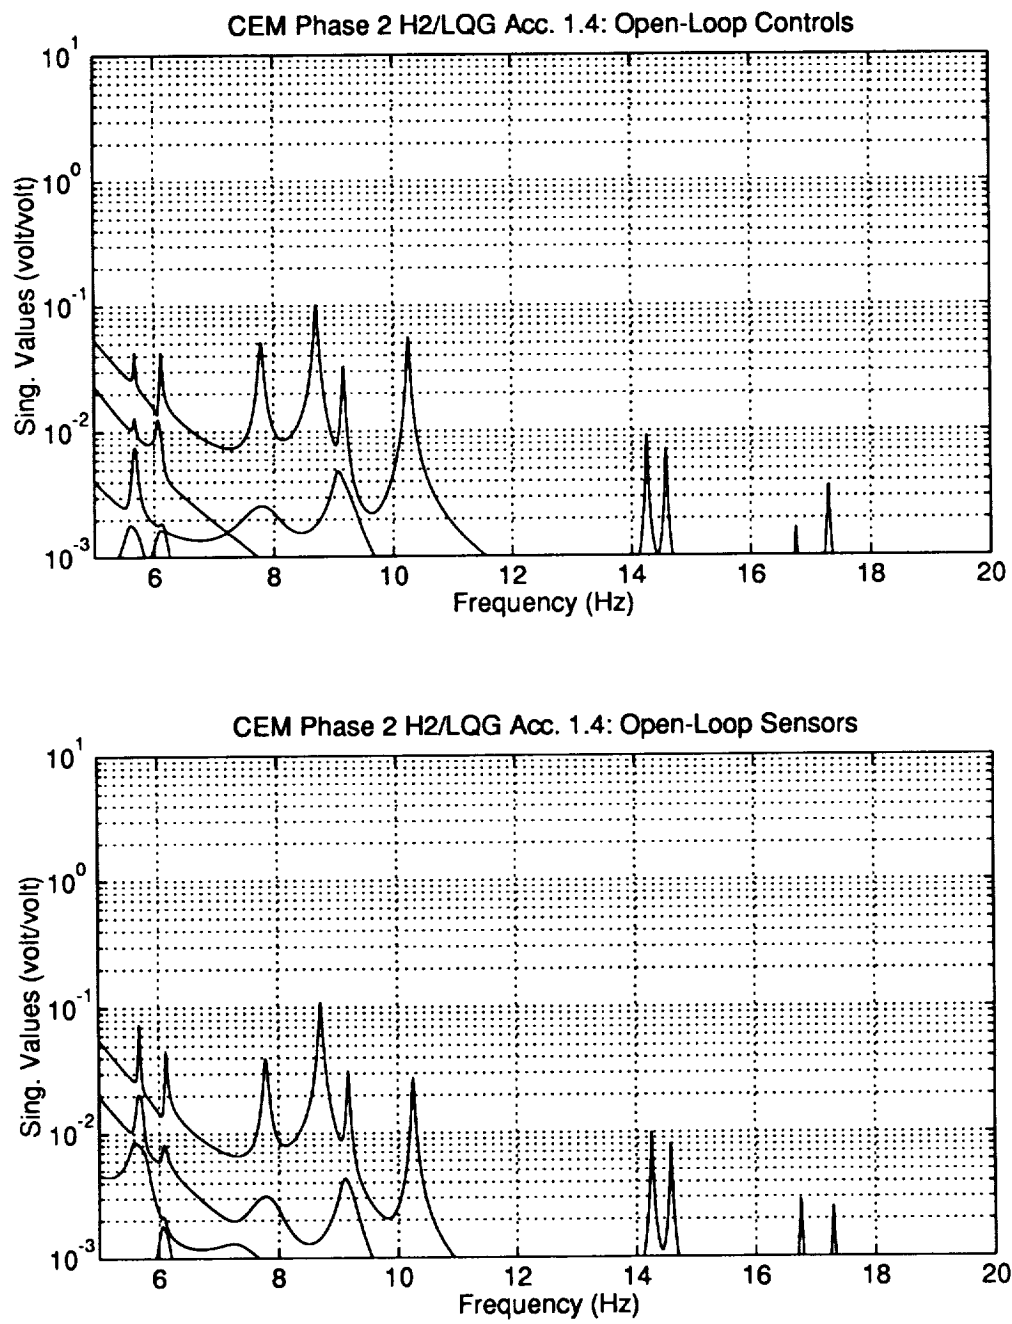 CEM Phase 2 H2/LQG Acc. 1.4: Open-Loop Controls
10^1
10^0
10^-1
10^-2
10^-3
Sing. Values (volt/volt)
6 8 10 12 14 16 18 20
Frequency (Hz)
CEM Phase 2 H2/LQG Acc. 1.4: Open-Loop Sensors
10^1
10^0
10^-1
10^-2
10^-3
Sing. Values (volt/volt)
6 8 10 12 14 16 18 20
Frequency (Hz)